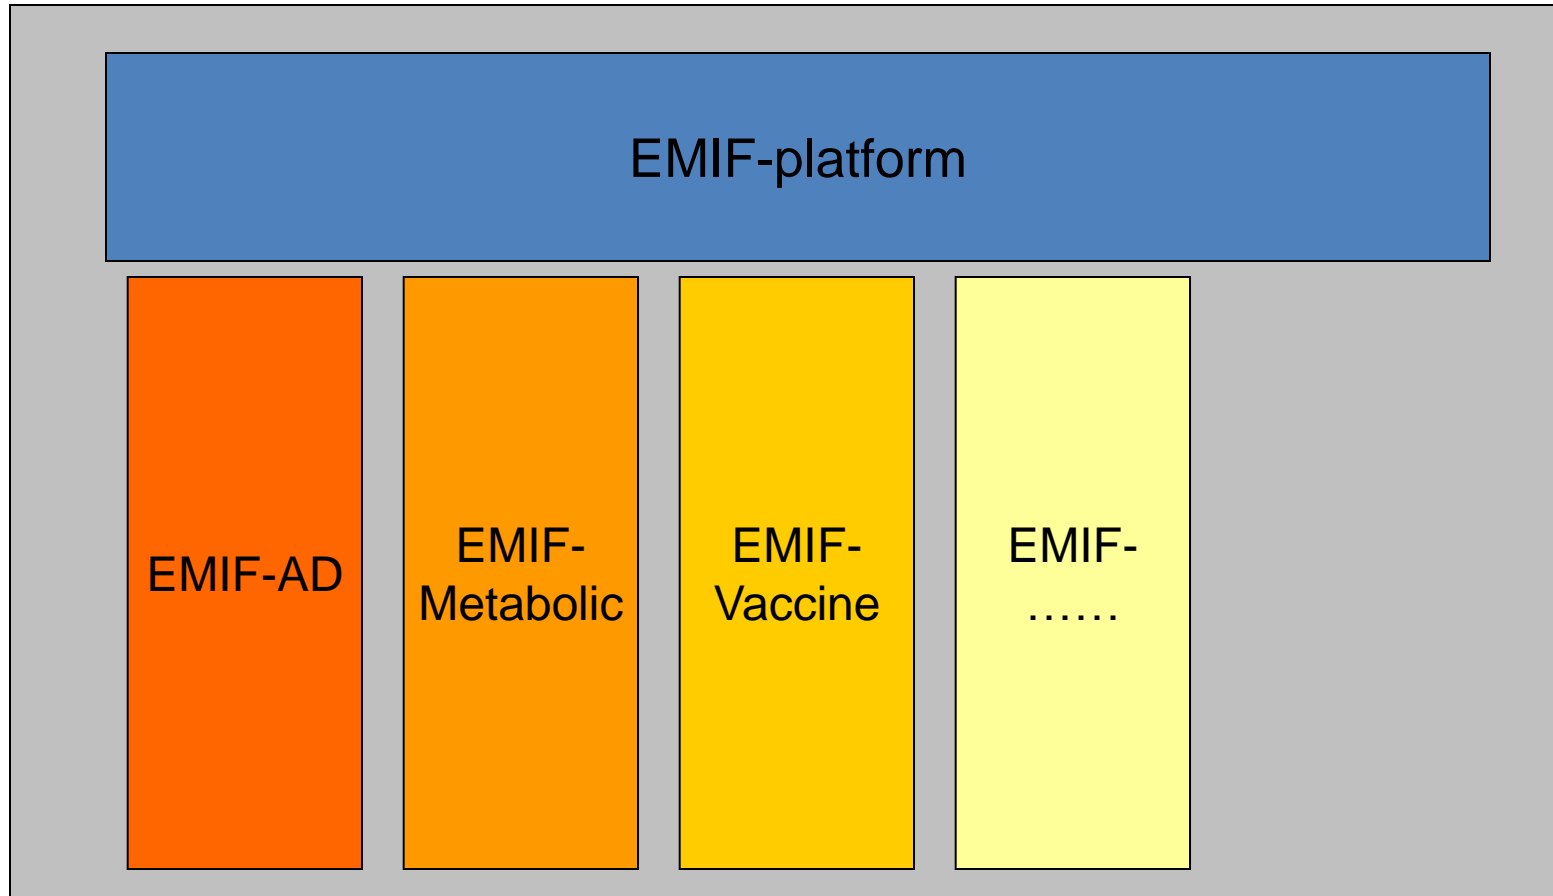 EMIF-platform
EMIF-AD
EMIF-
Metabolic
EMIF-
Vaccine
EMIF-
……